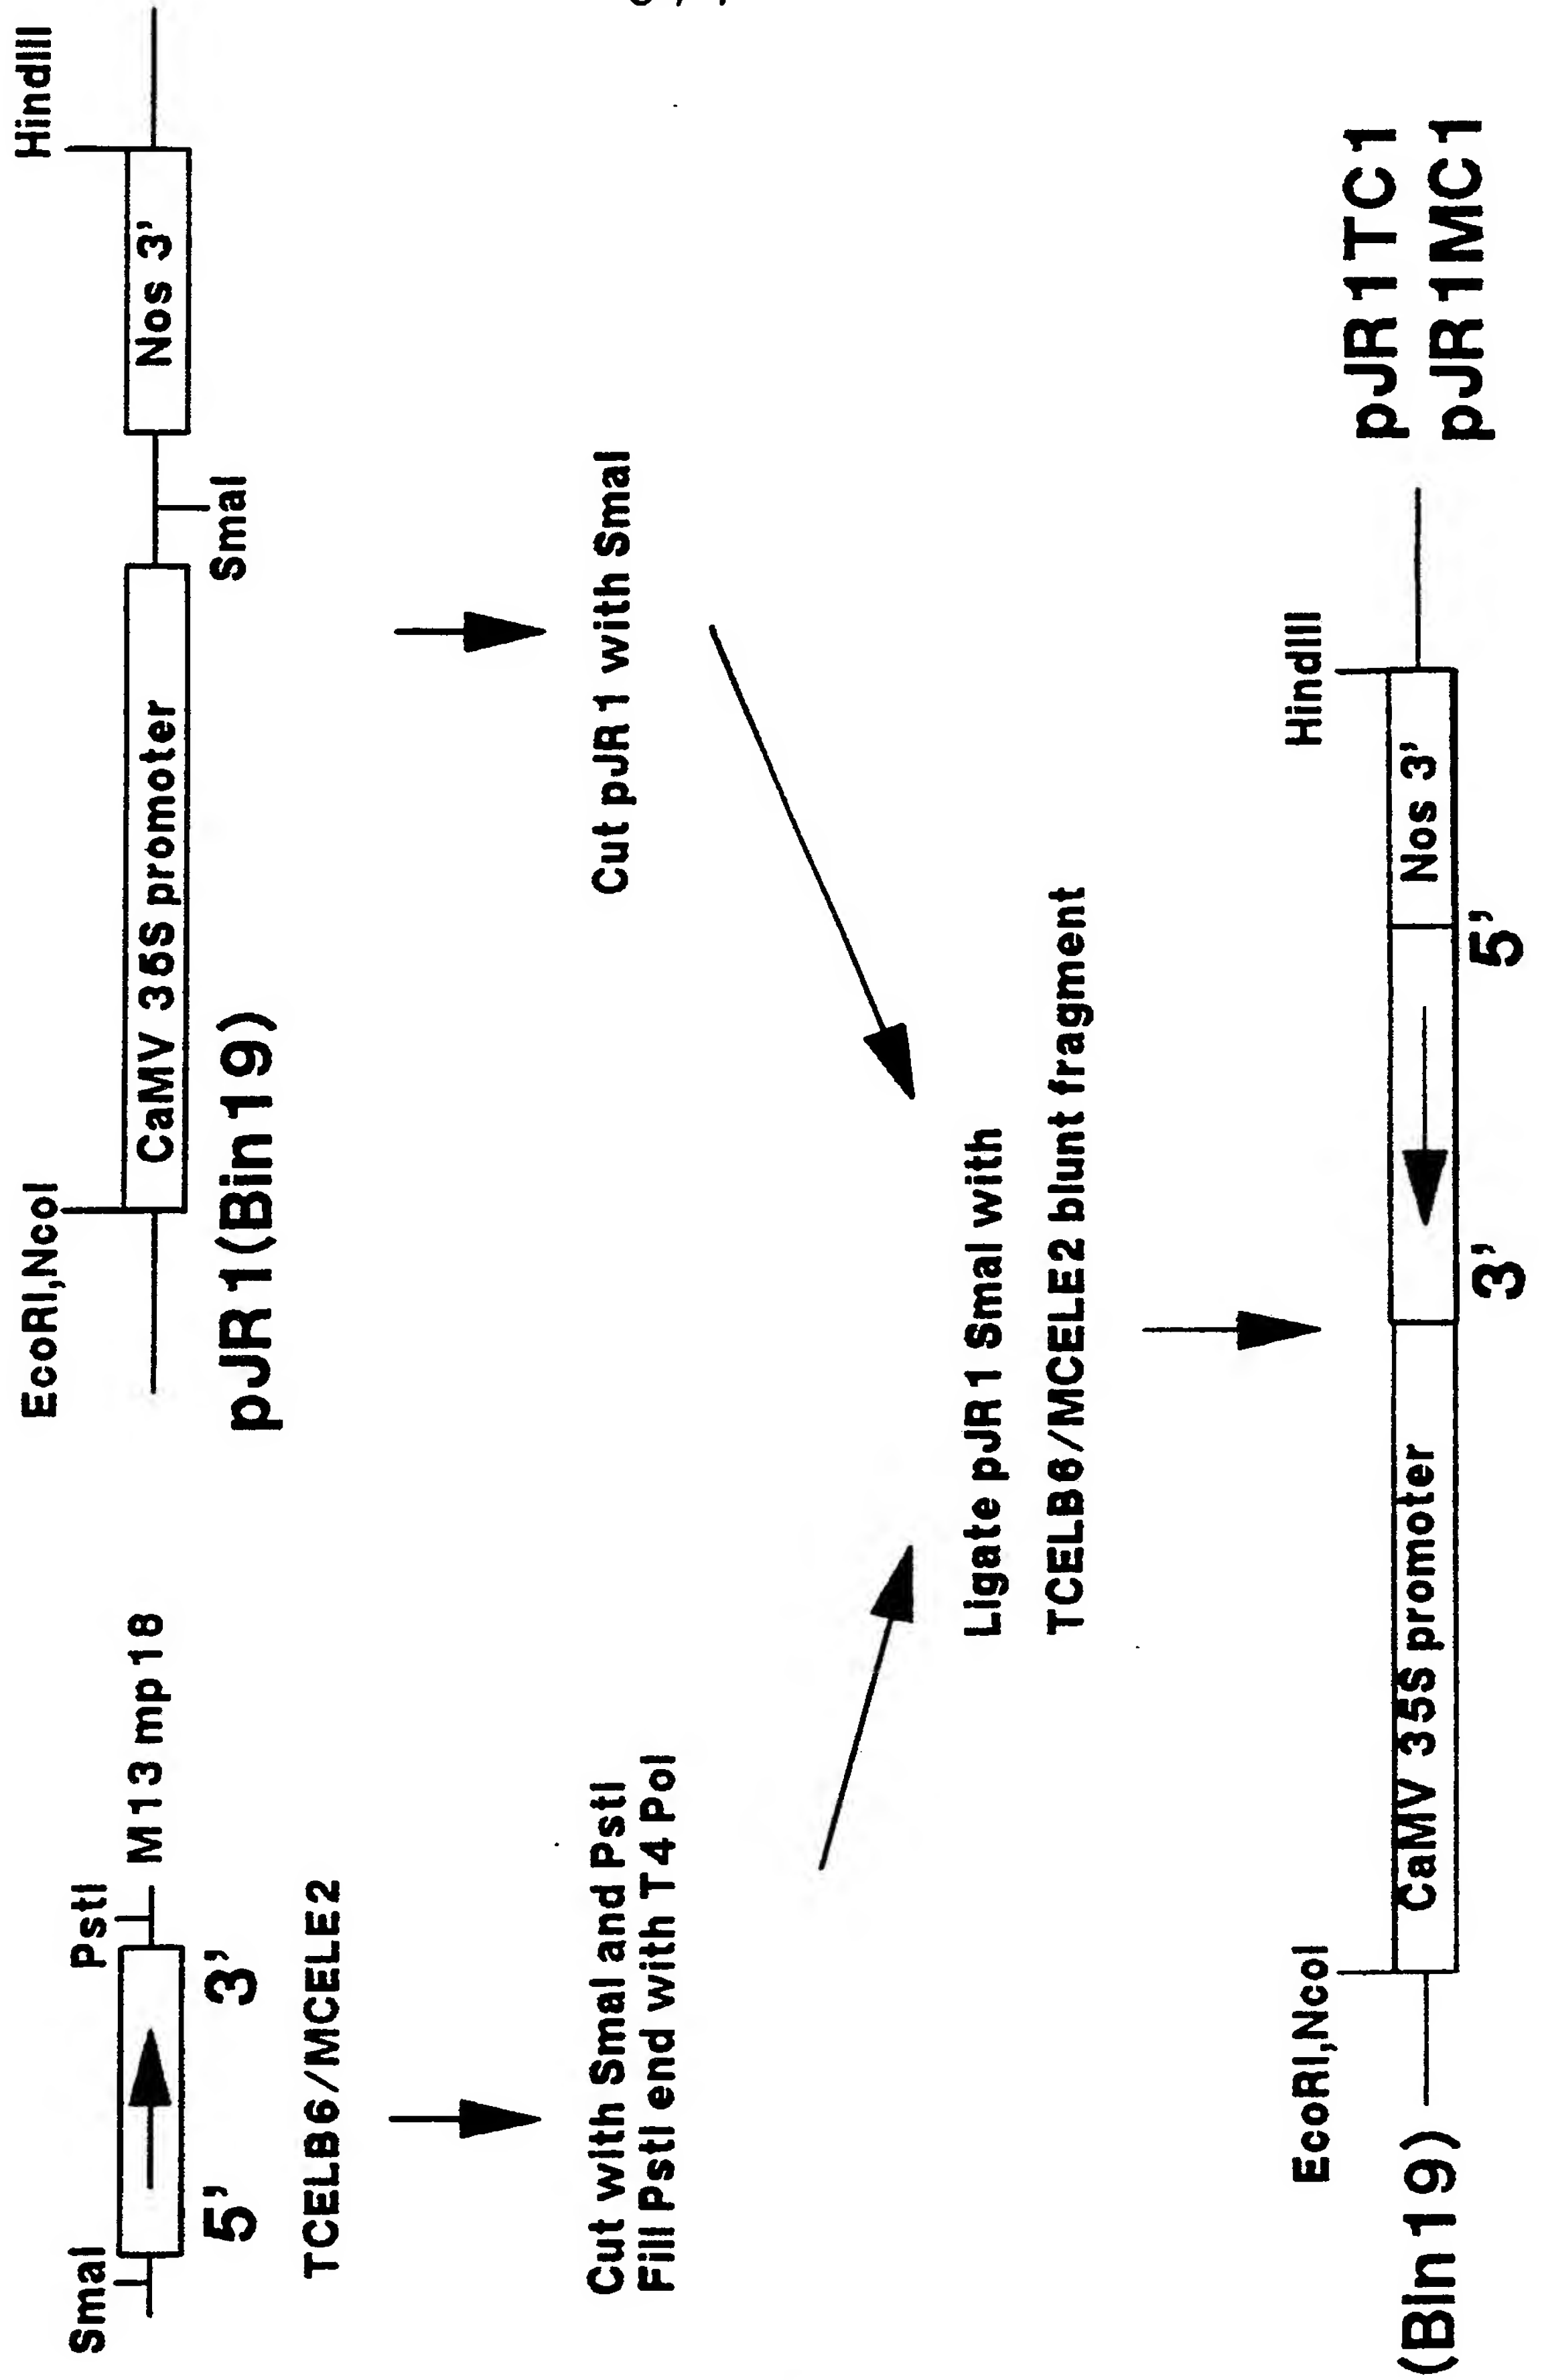 SmaI
PstI
M13mp18
5'
3'
TCELB6/MCELE2
Cut with SmaI and PstI
Fill PstI end with T4 Pol
EcoRI,NcoI
HindIII
CaMV 35S promoter
Nos 3'
SmaI
pJR1(Bin19)
Cut pJR1 with SmaI
Ligate pJR1 SmaI with
TCELB6/MCELE2 blunt fragment
EcoRI,NcoI
HindIII
(Bin19)
CaMV 35S promoter
Nos 3'
3'
5'
pJR1TC1
pJR1MC1